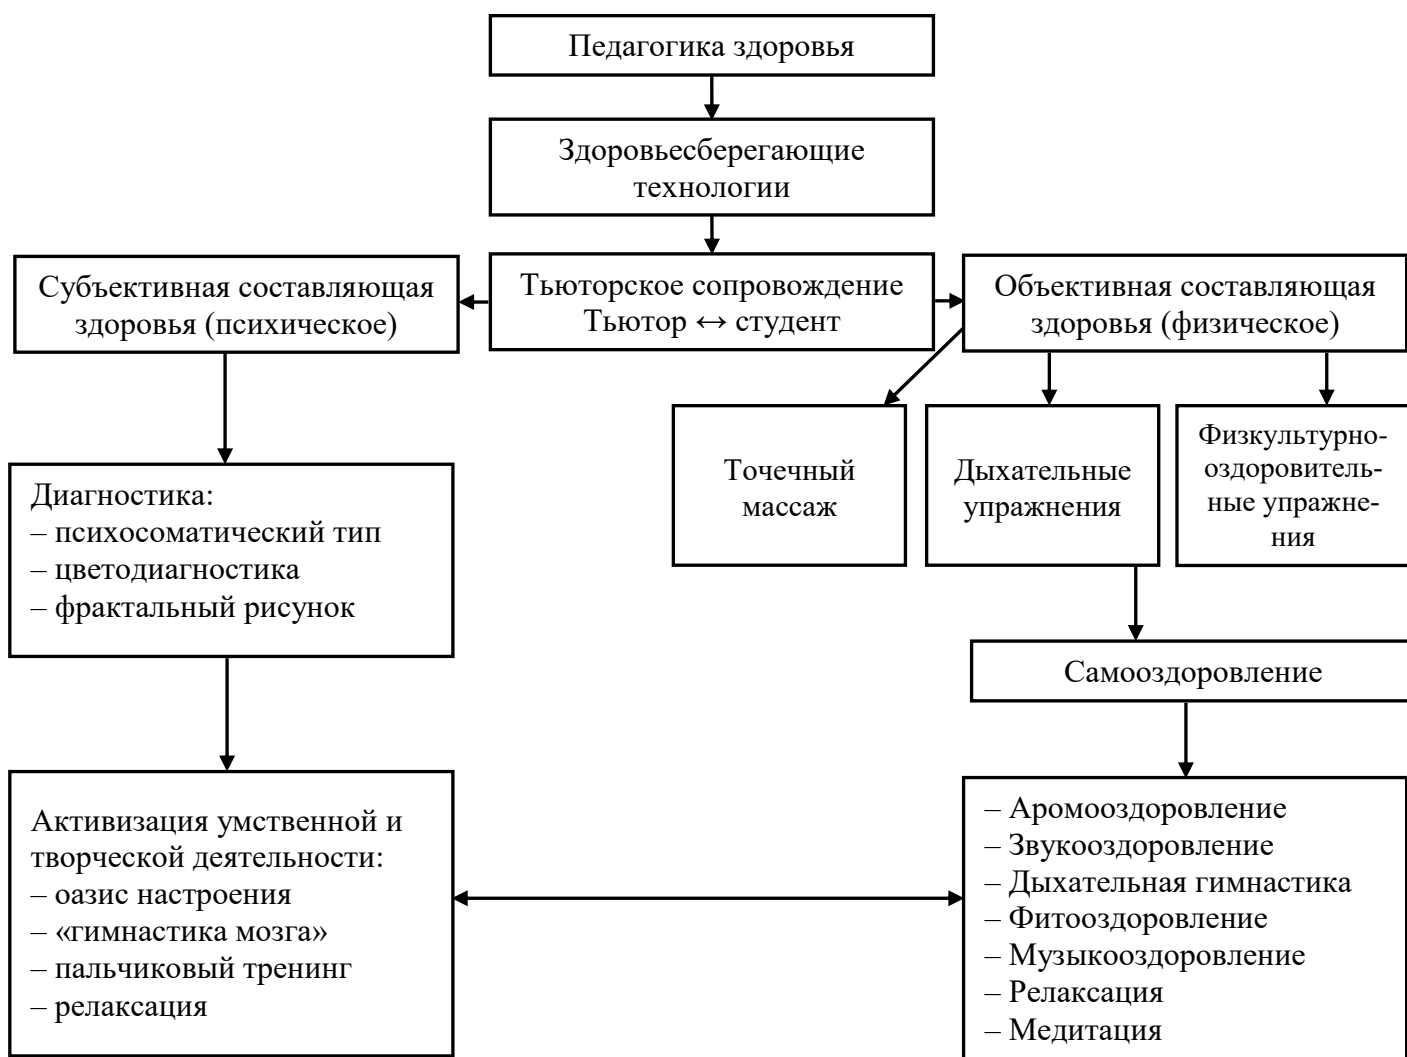 Педагогика здоровья
Здоровьесберегающие
технологии
Субъективная составляющая
здоровья (психическое)
Тьюторское сопровождение
Тьютор ↔ студент
Объективная составляющая
здоровья (физическое)
Точечный
массаж
Дыхательные
упражнения
Физкультурно-
оздоровитель-
ные упражне-
ния
Диагностика:
– психосоматический тип
– цветодиагностика
– фрактальный рисунок
Самооздоровление
Активизация умственной и
творческой деятельности:
– оазис настроения
– «гимнастика мозга»
– пальчиковый тренинг
– релаксация
– Аромооздоровление
– Звукооздоровление
– Дыхательная гимнастика
– Фитооздоровление
– Музыкооздоровление
– Релаксация
– Медитация